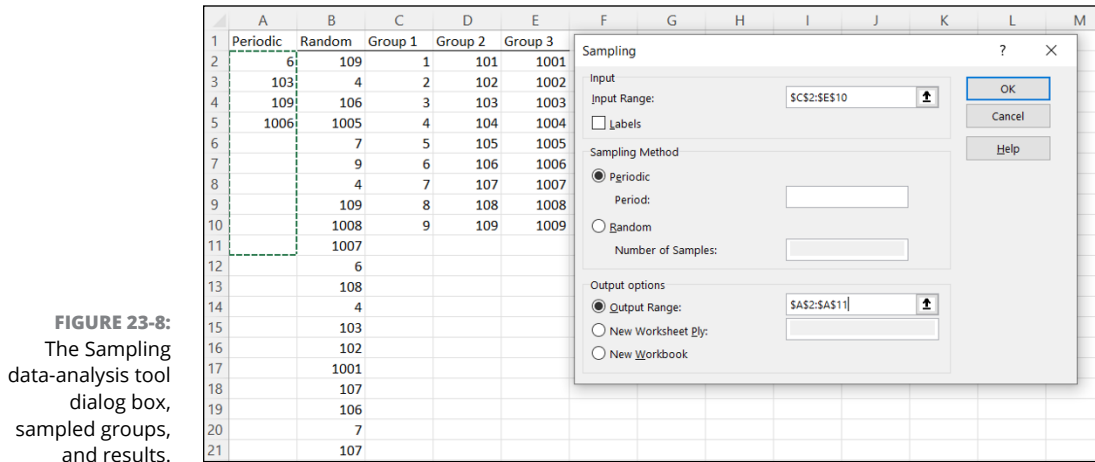 A B C D E F G H I J K L M
1 Periodic Random Group 1 Group 2 Group 3
2 6 109 1 101 1001
3 103 4 2 102 1002
4 109 106 3 103 1003
5 1006 1005 4 104 1004
6 7 5 105 1005
7 9 6 106 1006
8 4 7 107 1007
9 109 8 108 1008
10 1008 9 109 1009
11 1007
12 6
13 108
14 4
15 103
16 102
17 1001
18 107
19 106
20 7
21 107
Sampling ?
Input
Input Range: $C$2:$E$10
Labels
Sampling Method
Periodic
Period:
Random
Number of Samples:
Output options
Output Range: $A$2:$A$11
New Worksheet Ply:
New Workbook
OK
Cancel
Help
FIGURE 23-8:
The Sampling
data-analysis tool
dialog box,
sampled groups,
and results.